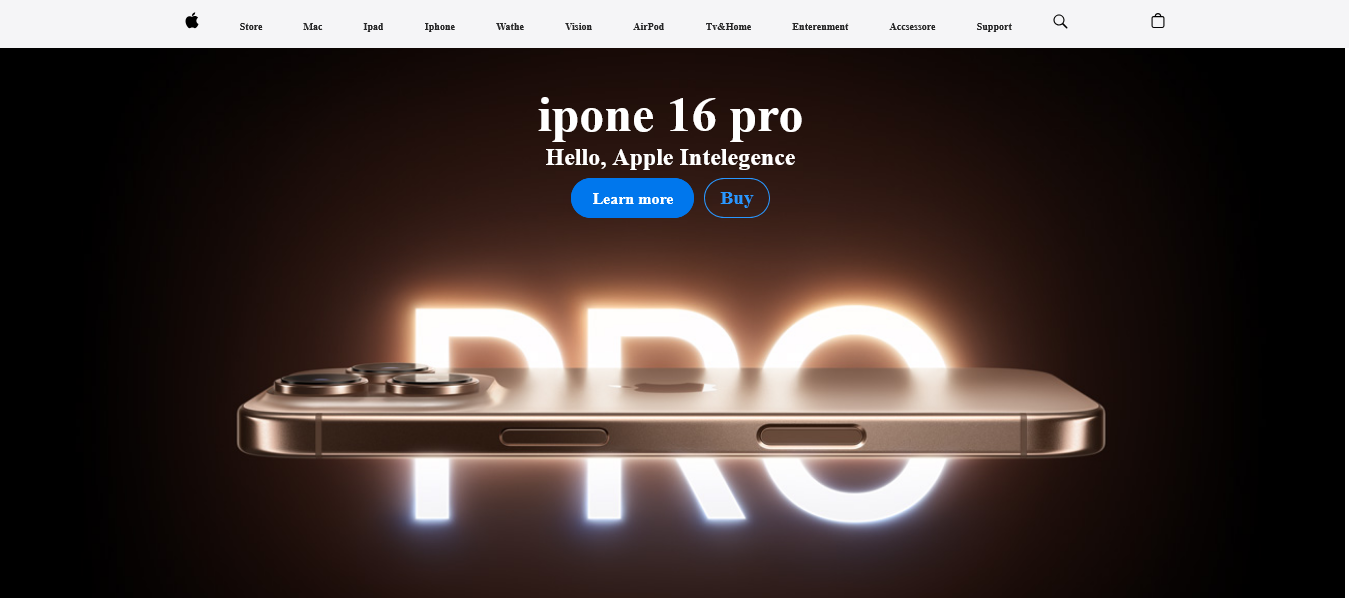 Store Mac Ipad Iphone Wathe Vision AirPod Tv&Home Enterenment Accsessore Support
ipone 16 pro
Hello, Apple Intelegence
Learn more Buy
PRO